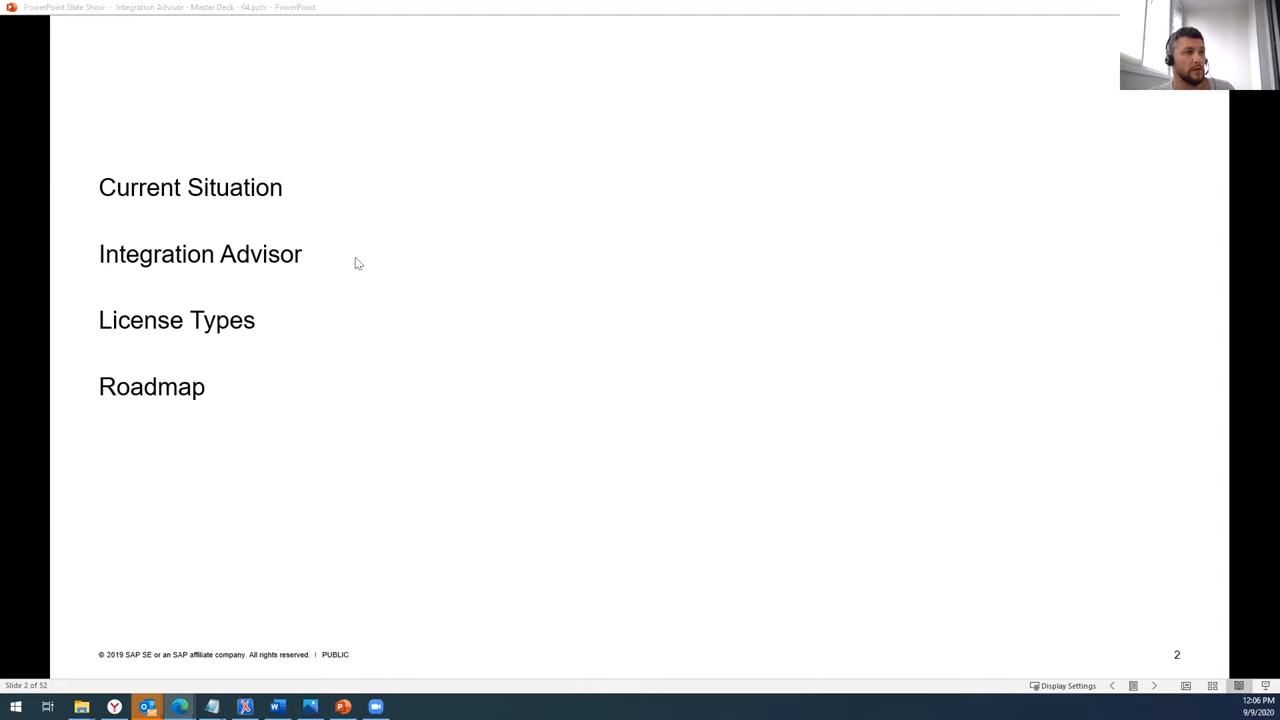 PowerPoint Slide Show - Integration Advisor - Master Deck - 04.pptx - PowerPoint
Current Situation
Integration Advisor
License Types
Roadmap
© 2019 SAP SE or an SAP affiliate company. All rights reserved. I PUBLIC
2
Slide 2 of 52
Display Settings
12:06 PM
9/9/2020